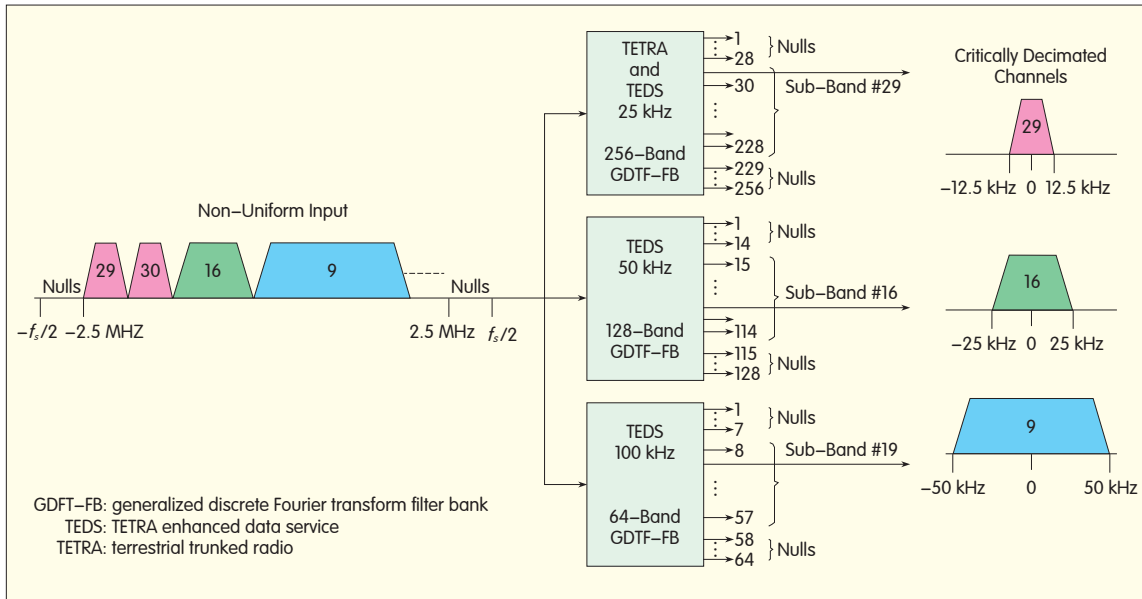 Non–Uniform Input
Nulls
29
30
16
9
Nulls
–fs/2
–2.5 MHZ
2.5 MHz
fs/2
GDFT–FB: generalized discrete Fourier transform filter bank
TEDS: TETRA enhanced data service
TETRA: terrestrial trunked radio
TETRA
and
TEDS
25 kHz
256–Band
GDTF–FB
1
28
30
228
229
256
Nulls
Sub–Band #29
Nulls
TEDS
50 kHz
128–Band
GDTF–FB
1
14
15
114
115
128
Nulls
Sub–Band #16
Nulls
TEDS
100 kHz
64–Band
GDTF–FB
1
7
8
57
58
64
Nulls
Sub–Band #19
Nulls
Critically Decimated
Channels
29
–12.5 kHz
0
12.5 kHz
16
–25 kHz
0
25 kHz
9
–50 kHz
0
50 kHz